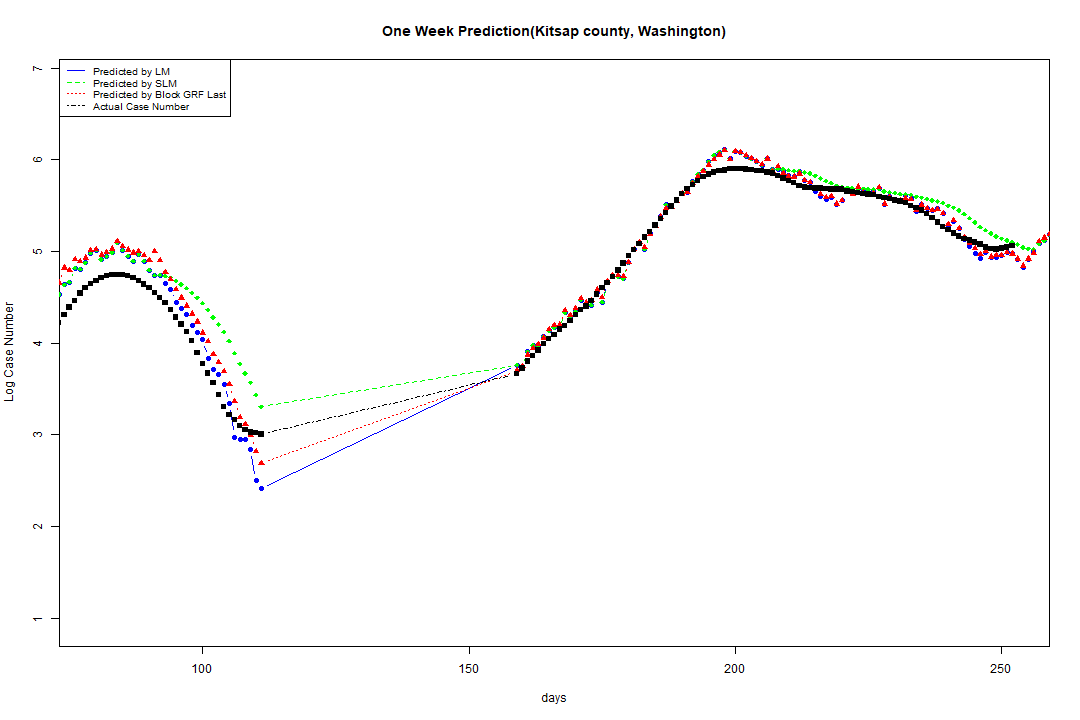 One Week Prediction(Kitsap county, Washington)
Predicted by LM
Predicted by SLM
Predicted by Block GRF Last
Actual Case Number
7
6
5
4
3
2
1
Log Case Number
100 150 200 250
days